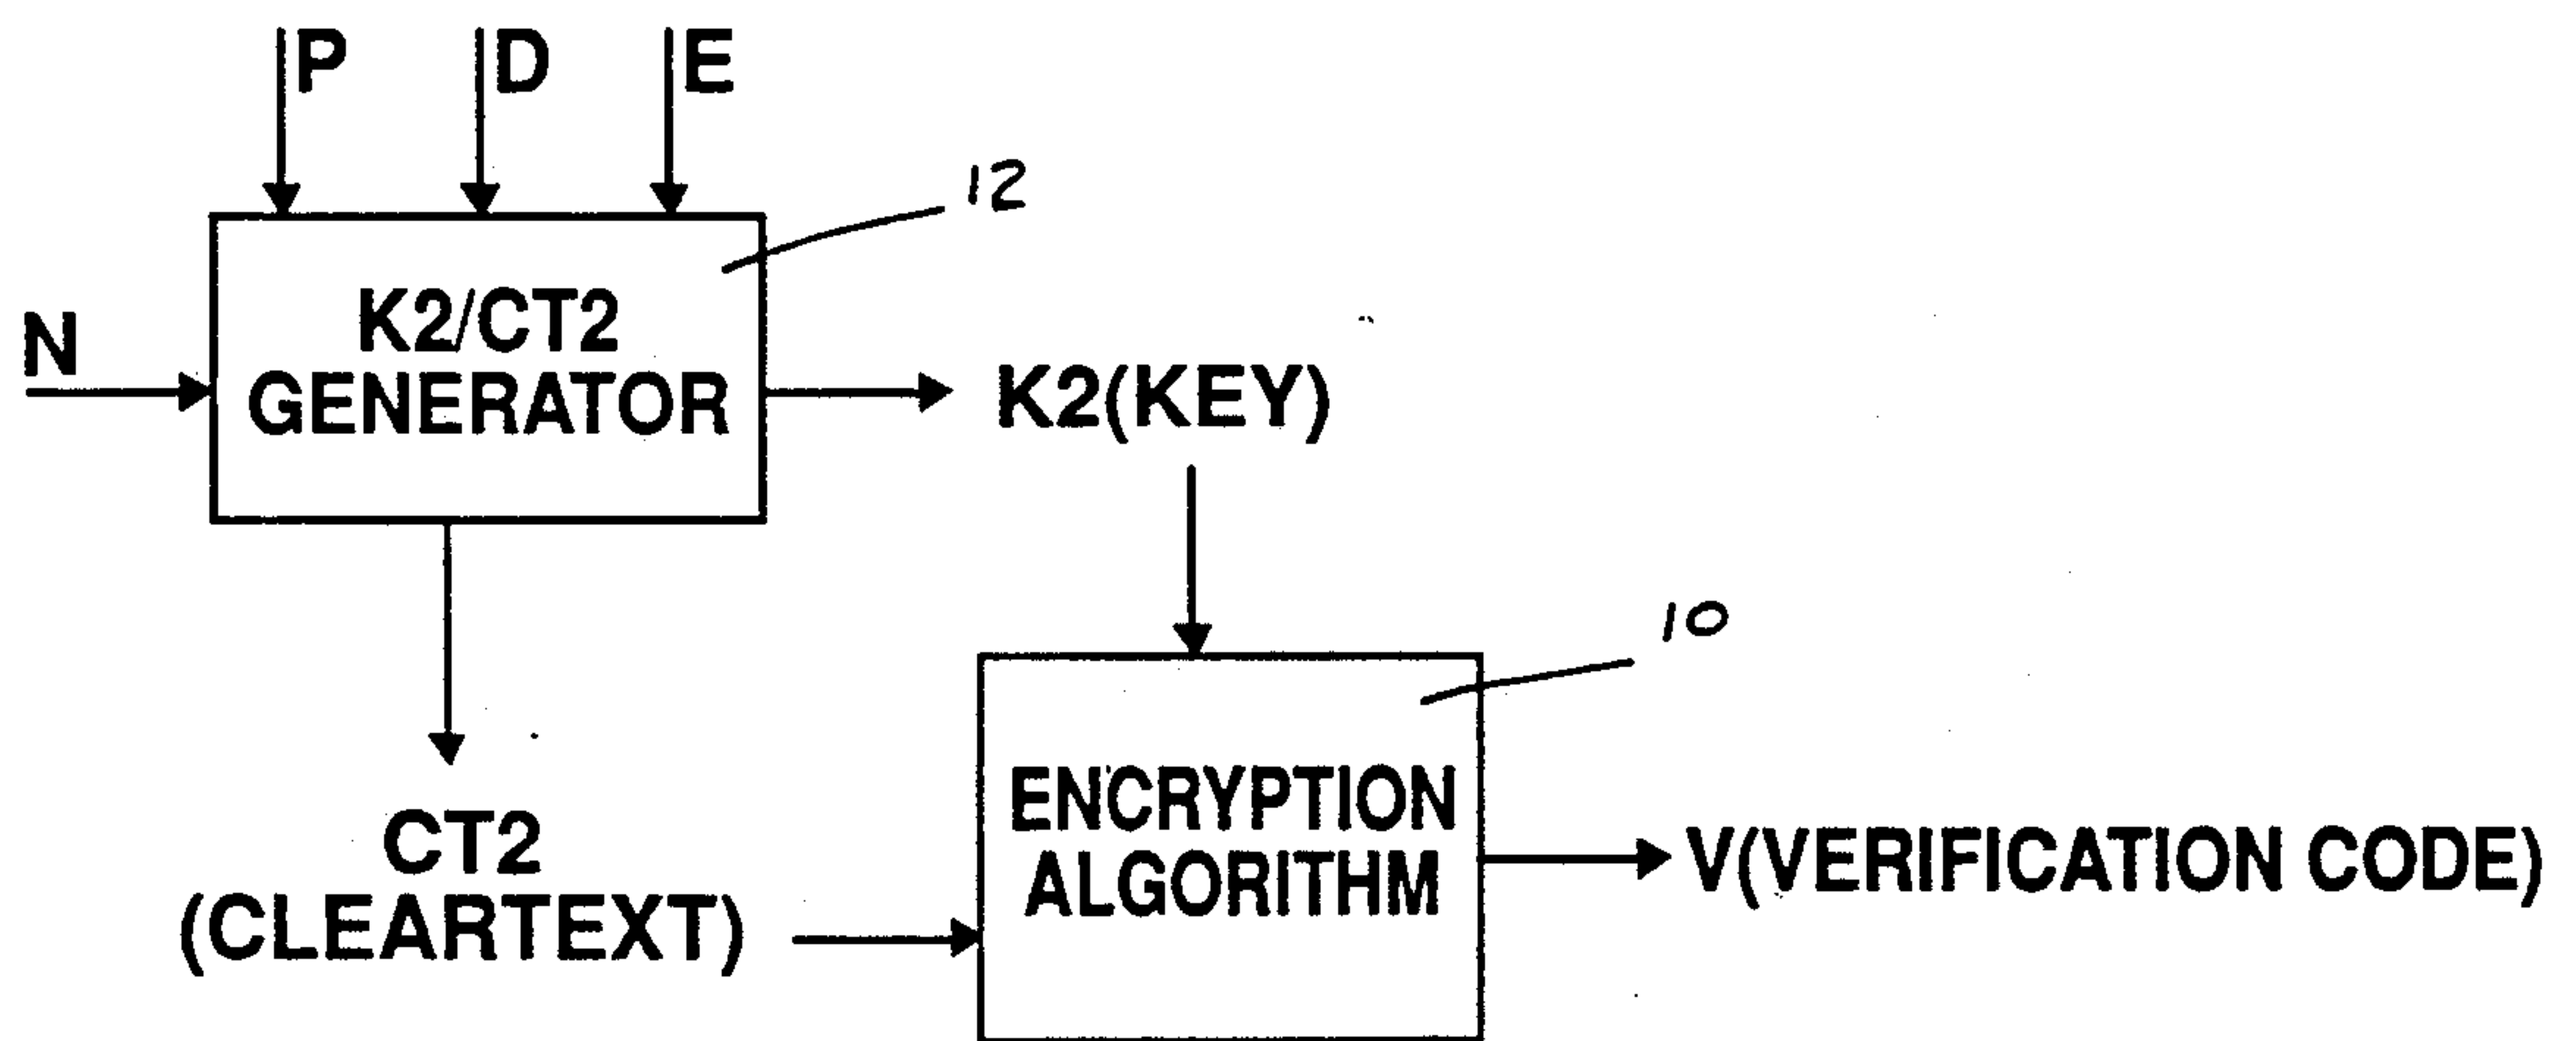 P D E
12
N
K2/CT2
GENERATOR
K2(KEY)
10
CT2
(CLEARTEXT)
ENCRYPTION
ALGORITHM
V(VERIFICATION CODE)